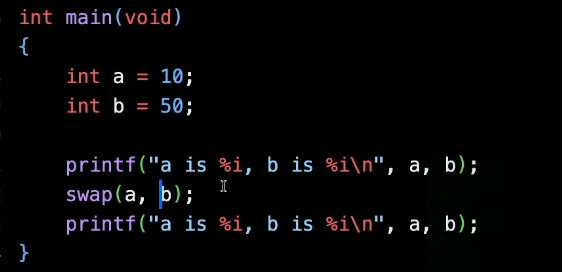 int main(void)
{
    int a = 10;
    int b = 50;

    printf("a is %i, b is %i\n", a, b);
    swap(a, b);
    printf("a is %i, b is %i\n", a, b);
}